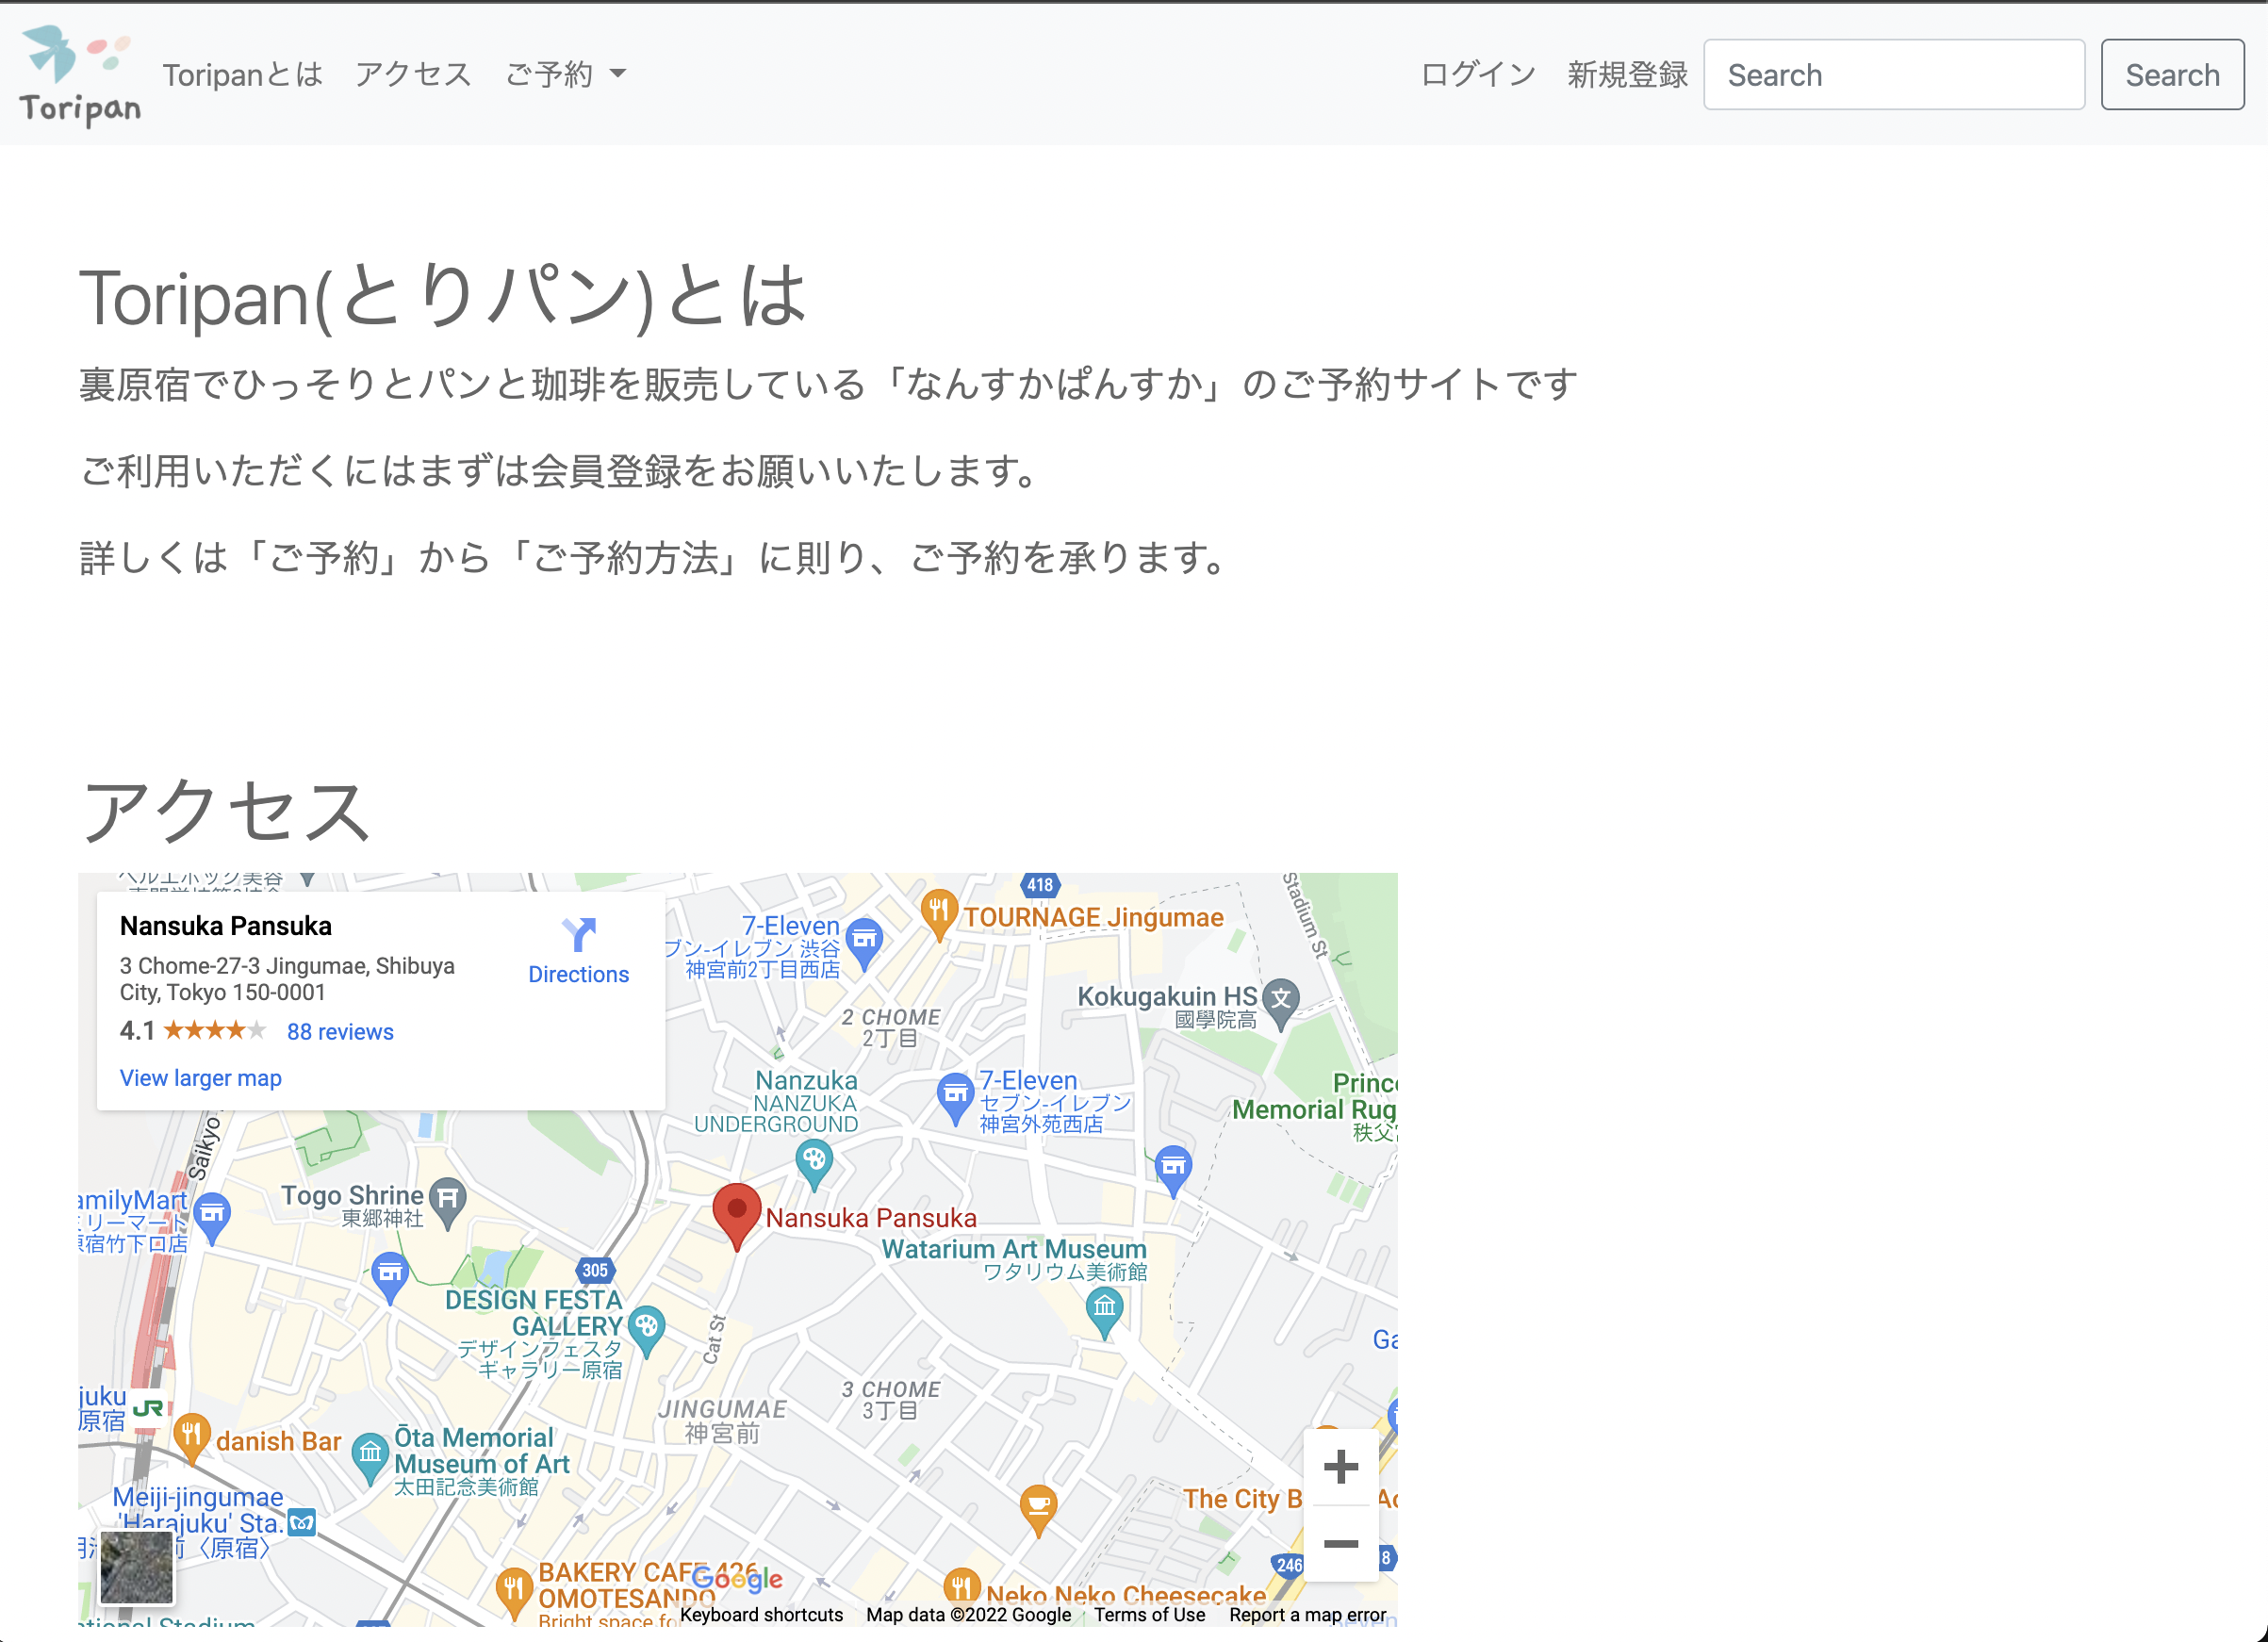 Toripan
Toripanとは
アクセス
ご予約
ログイン
新規登録
Search
Search
Toripan(とりパン)とは
裏原宿でひっそりとパンと珈琲を販売している「なんすかぱんすか」のご予約サイトです
ご利用いただくにはまずは会員登録をお願いいたします。
詳しくは「ご予約」から「ご予約方法」に則り、ご予約を承ります。
アクセス
Nansuka Pansuka
3 Chome-27-3 Jingumae, Shibuya
City, Tokyo 150-0001
4.1
88 reviews
View larger map
Directions
418
TOURNAGE Jingumae
7-Eleven
ブン-イレブン 渋谷
神宮前2丁目西店
Stadium St
Kokugakuin HS
國學院高
2 CHOME
2丁目
Nanzuka
NANZUKA
UNDERGROUND
7-Eleven
セブン-イレブン
神宮外苑西店
Princ
Memorial Rug
秩父
Saikyo
amilyMart
ミリーマート
宿竹下口店
Togo Shrine
東郷神社
Nansuka Pansuka
Watarium Art Museum
ワタリウム美術館
305
DESIGN FESTA
GALLERY
デザインフェスタ
ギャラリー原宿
Cat St
Ga
juku
原宿
JR
3 CHOME
3丁目
JINGUMAE
神宮前
danish Bar
Ōta Memorial
Museum of Art
太田記念美術館
Meiji-jingumae
'Harajuku' Sta.
前〈原宿〉
The City B
Ac
246
8
BAKERY CAFE 426
OMOTESANDO
Bright space fo
Google
Neko Neko Cheesecake
Keyboard shortcuts
Map data ©2022 Google
Terms of Use
Report a map error